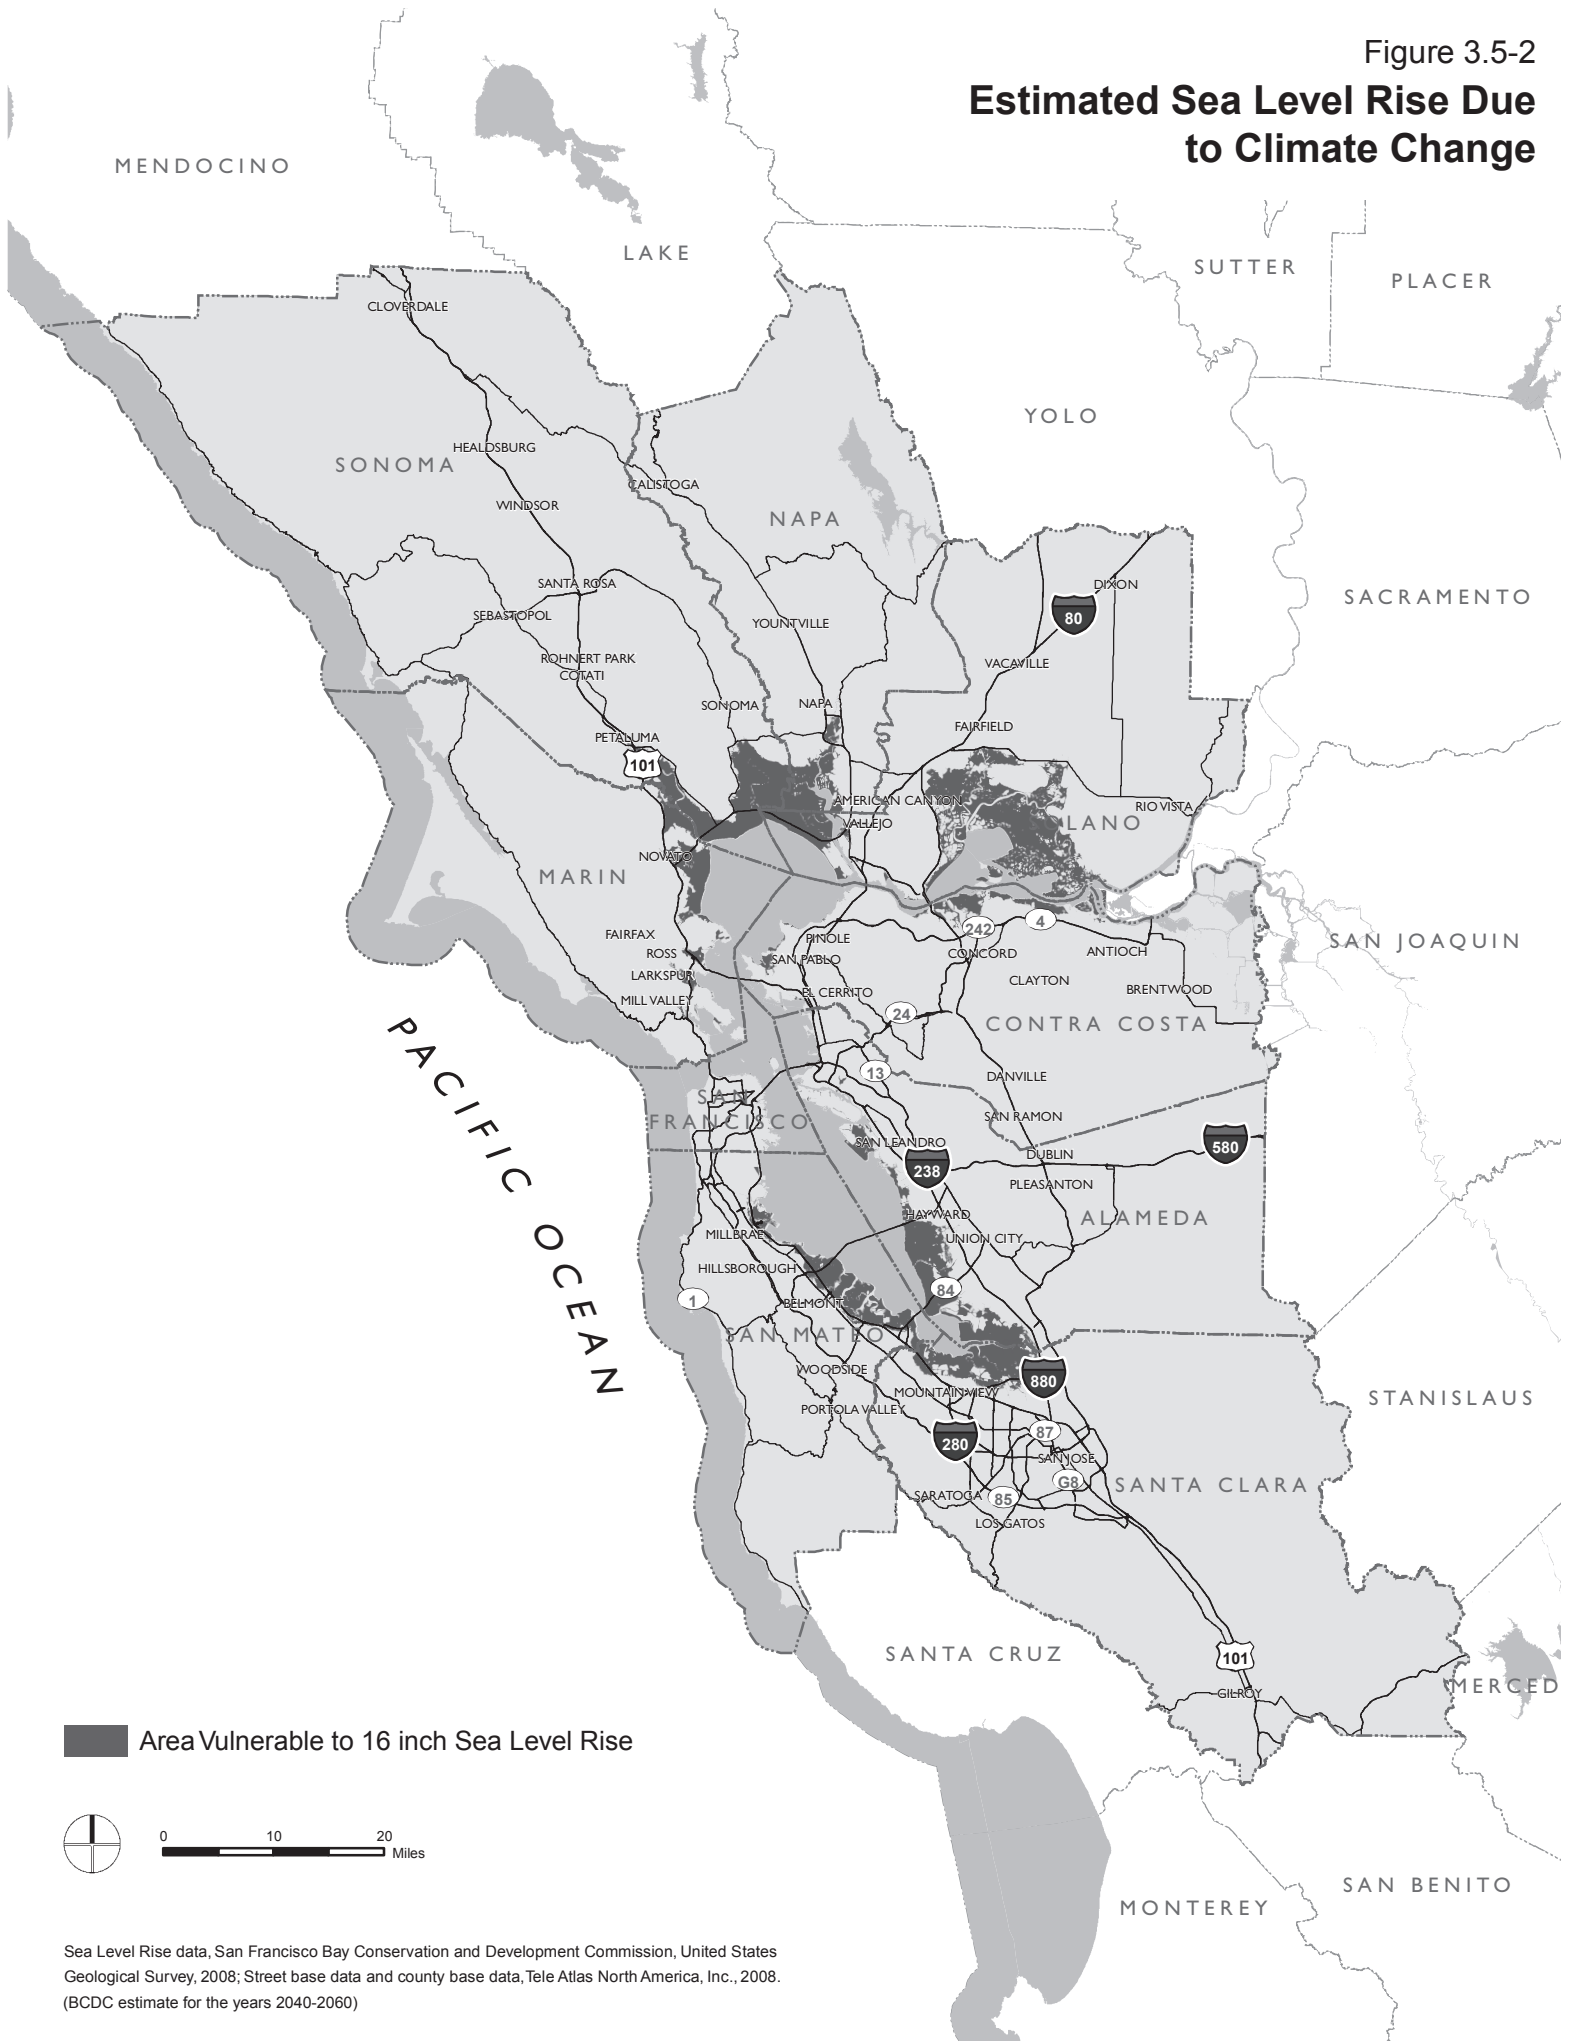 Figure 3.5-2
Estimated Sea Level Rise Due
to Climate Change
MENDOCINO
LAKE
SUTTER
PLACER
CLOVERDALE
YOLO
HEALDSBURG
SONOMA
CALISTOGA
WINDSOR
NAPA
SANTA ROSA
DIXON
SACRAMENTO
SEBASTOPOL
80
YOUNTVILLE
ROHNERT PARK
VACAVILLE
COTATI
SONOMA
NAPA
FAIRFIELD
PETALUMA
101
AMERICAN CANYON
RIO VISTA
VALLEJO
LANO
NOVATO
MARIN
242
4
FAIRFAX
PINOLE
SAN JOAQUIN
ROSS
SAN PABLO
CONCORD
ANTIOCH
LARKSPUR
CLAYTON
BRENTWOOD
MILL VALLEY
EL CERRITO
24
CONTRA COSTA
PACIFIC OCEAN
13
DANVILLE
SAN
FRANCISCO
SAN RAMON
SAN LEANDRO
580
DUBLIN
238
PLEASANTON
HAYWARD
ALAMEDA
MILLBRAE
UNION CITY
HILLSBOROUGH
84
1
BELMONT
SAN MATEO
WOODSIDE
880
MOUNTAIN VIEW
STANISLAUS
PORTOLA VALLEY
87
280
SAN JOSE
G8
SANTA CLARA
SARATOGA
85
LOS GATOS
SANTA CRUZ
101
MERCED
GILROY
Area Vulnerable to 16 inch Sea Level Rise
0 10 20
Miles
SAN BENITO
MONTEREY
Sea Level Rise data, San Francisco Bay Conservation and Development Commission, United States
Geological Survey, 2008; Street base data and county base data, Tele Atlas North America, Inc., 2008.
(BCDC estimate for the years 2040-2060)